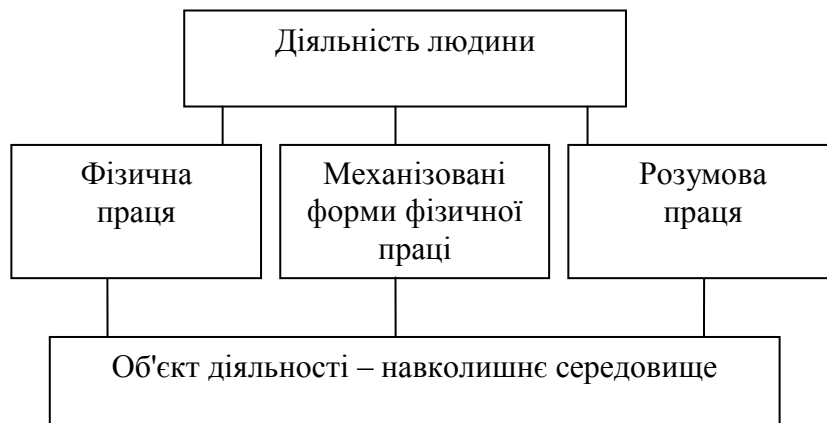 Діяльність людини
Фізична
праця
Механізовані
форми фізичної
праці
Розумова
праця
Об'єкт діяльності – навколишнє середовище